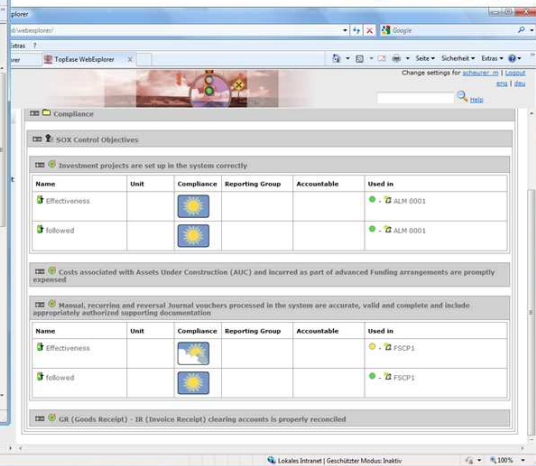 plorer
Google
Extras ?
TopEase WebExplorer X
Seite Sicherheit Extras
Change settings for scheurer_m | Logout
eng | deu
Help
Compliance
SOX Control Objectives
Investment projects are set up in the system correctly
Name Unit Compliance Reporting Group Accountable Used in
Effectiveness - ALM 0001
followed - ALM 0001
Costs associated with Assets Under Construction (AUC) and incurred as part of advanced Funding arrangements are promptly
expensed
Manual, recurring and reversal Journal vouchers processed in the system are accurate, valid and complete and include
appropriately authorized supporting documentation
Name Unit Compliance Reporting Group Accountable Used in
Effectiveness - FSCP1
followed - FSCP1
GR (Goods Receipt) - IR (Invoice Receipt) clearing accounts is properly reconciled
Lokales Intranet | Geschützter Modus: Inaktiv 100%